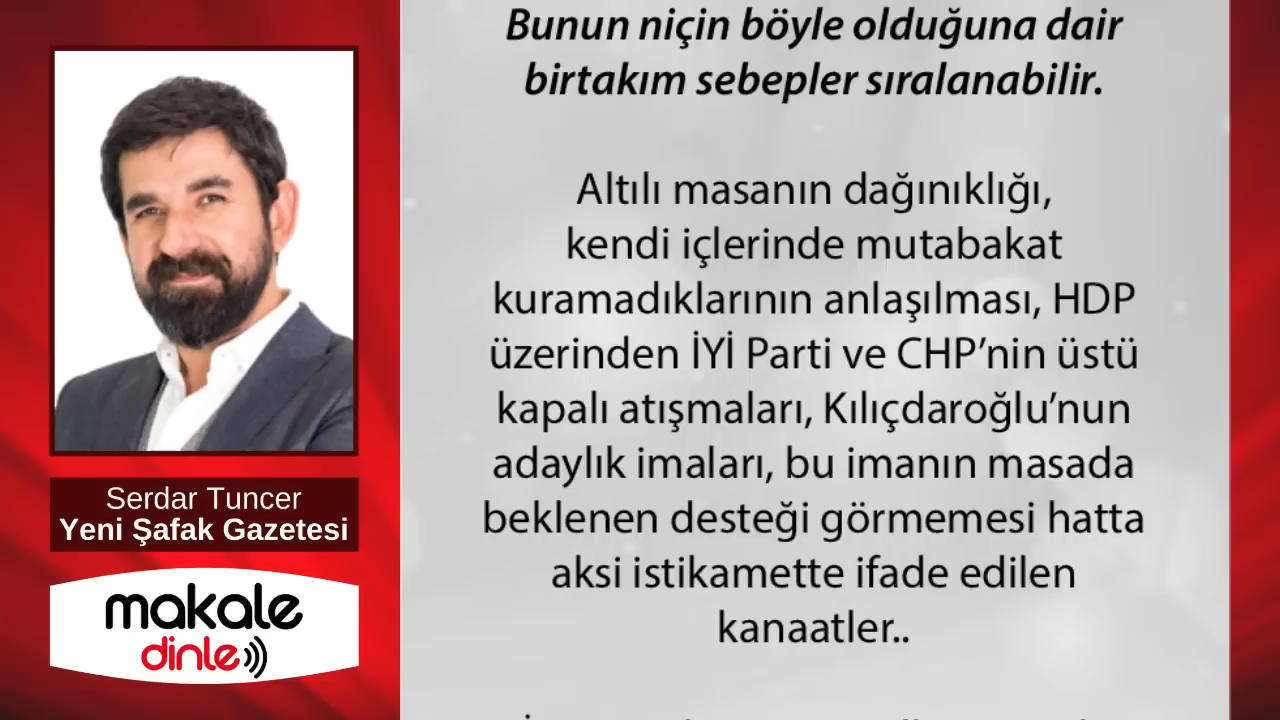 Bunun niçin böyle olduğuna dair
birtakım sebepler sıralanabilir.
Altılı masanın dağınıklığı,
kendi içlerinde mutabakat
kuramadıklarının anlaşılması, HDP
üzerinden İYİ Parti ve CHP’nin üstü
kapalı atışmaları, Kılıçdaroğlu’nun
adaylık imaları, bu imanın masada
beklenen desteği görmemesi hatta
aksi istikamette ifade edilen
kanaatler..
Serdar Tuncer
Yeni Şafak Gazetesi
makale
dinle